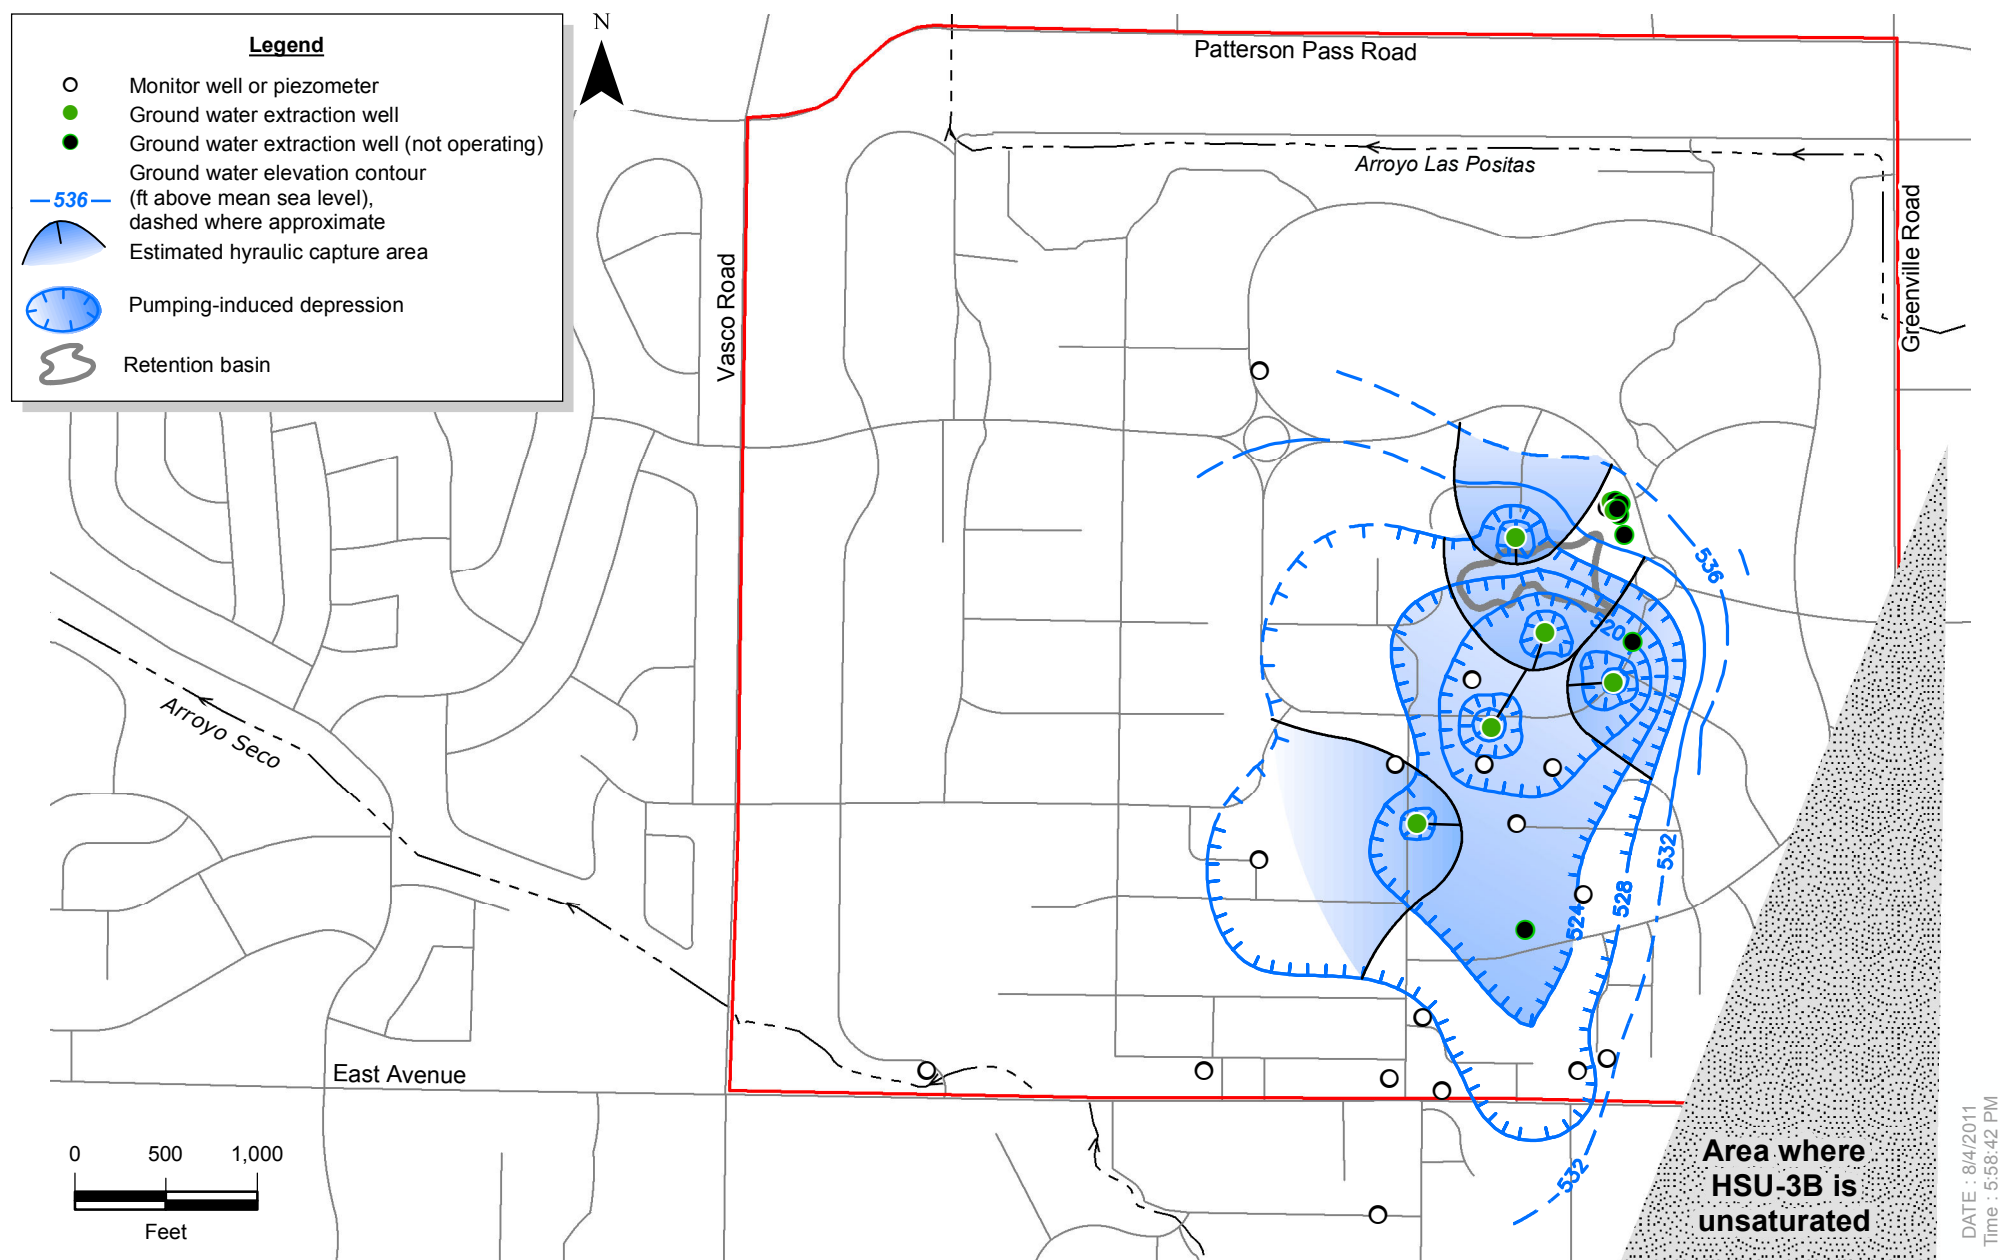 Legend
Monitor well or piezometer
Ground water extraction well
Ground water extraction well (not operating)
Ground water elevation contour
(ft above mean sea level),
dashed where approximate
536
Estimated hyraulic capture area
Pumping-induced depression
Retention basin
N
Patterson Pass Road
Arroyo Las Positas
Greenville Road
Vasco Road
536
520
Arroyo Seco
532
528
524
East Avenue
532
0 500 1,000
Feet
Area where
HSU-3B is
unsaturated
DATE : 8/4/2011
Time : 5:58:42 PM